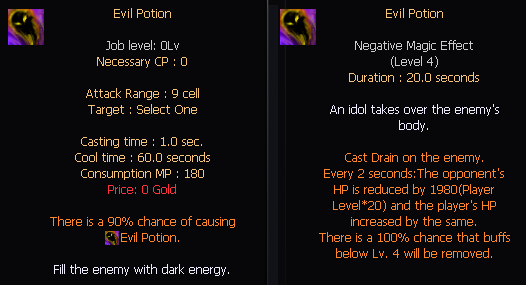 Evil Potion
Job level: 0Lv
Necessary CP : 0
Attack Range : 9 cell
Target : Select One
Casting time : 1.0 sec.
Cool time : 60.0 seconds
Consumption MP : 180
Price: 0 Gold
There is a 90% chance of causing
Evil Potion.
Fill the enemy with dark energy.
Evil Potion
Negative Magic Effect
(Level 4)
Duration : 20.0 seconds
An idol takes over the enemy's
body.
Cast Drain on the enemy.
Every 2 seconds:The opponent's
HP is reduced by 1980(Player
Level*20) and the player's HP
increased by the same.
There is a 100% chance that buffs
below Lv. 4 will be removed.